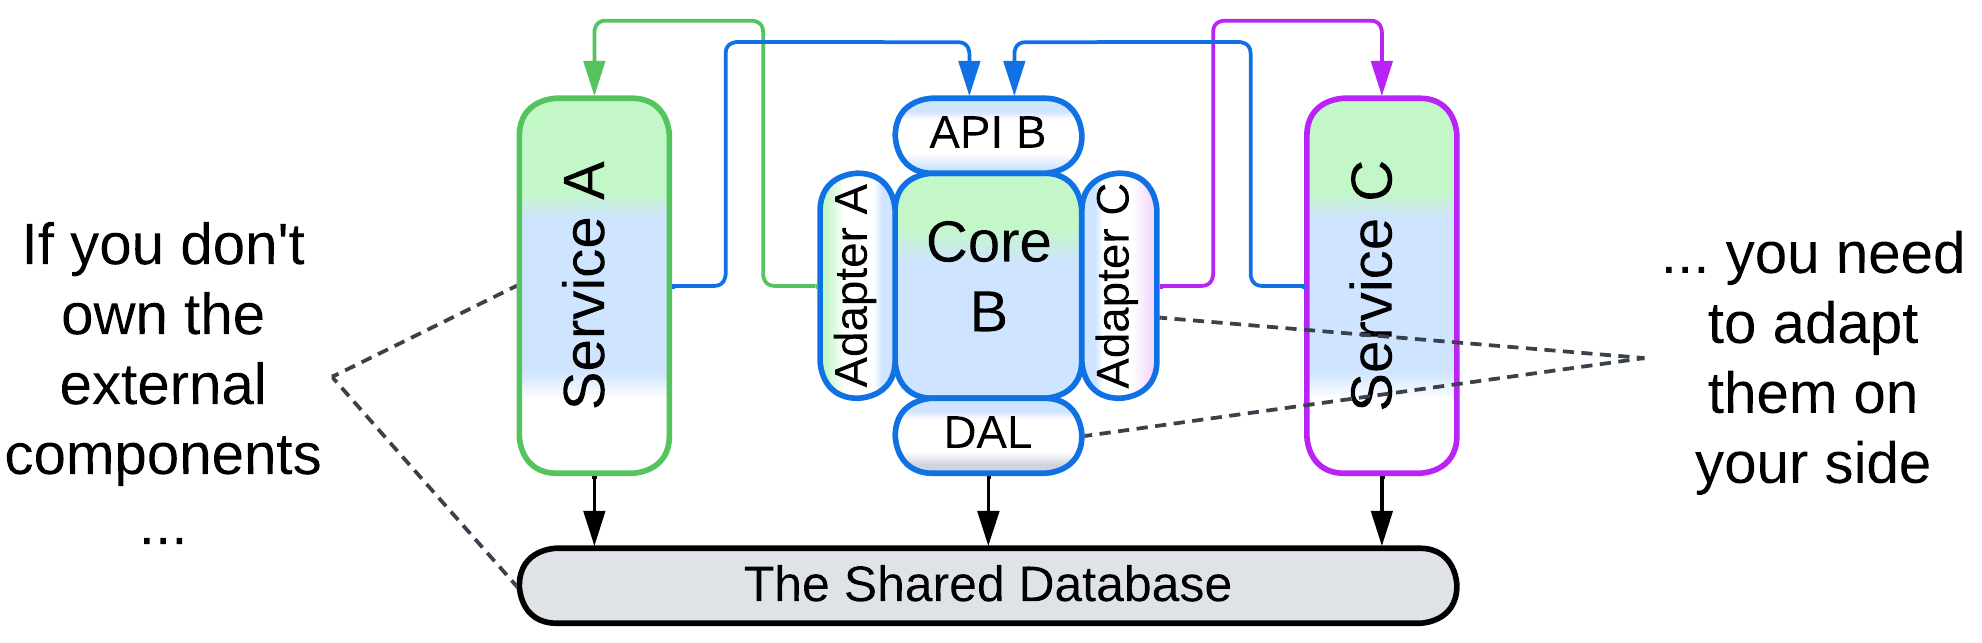 If you don't
own the
external
components
...
Service A
API B
Adapter A
Core
B
Adapter C
DAL
Service C
The Shared Database
... you need
to adapt
them on
your side